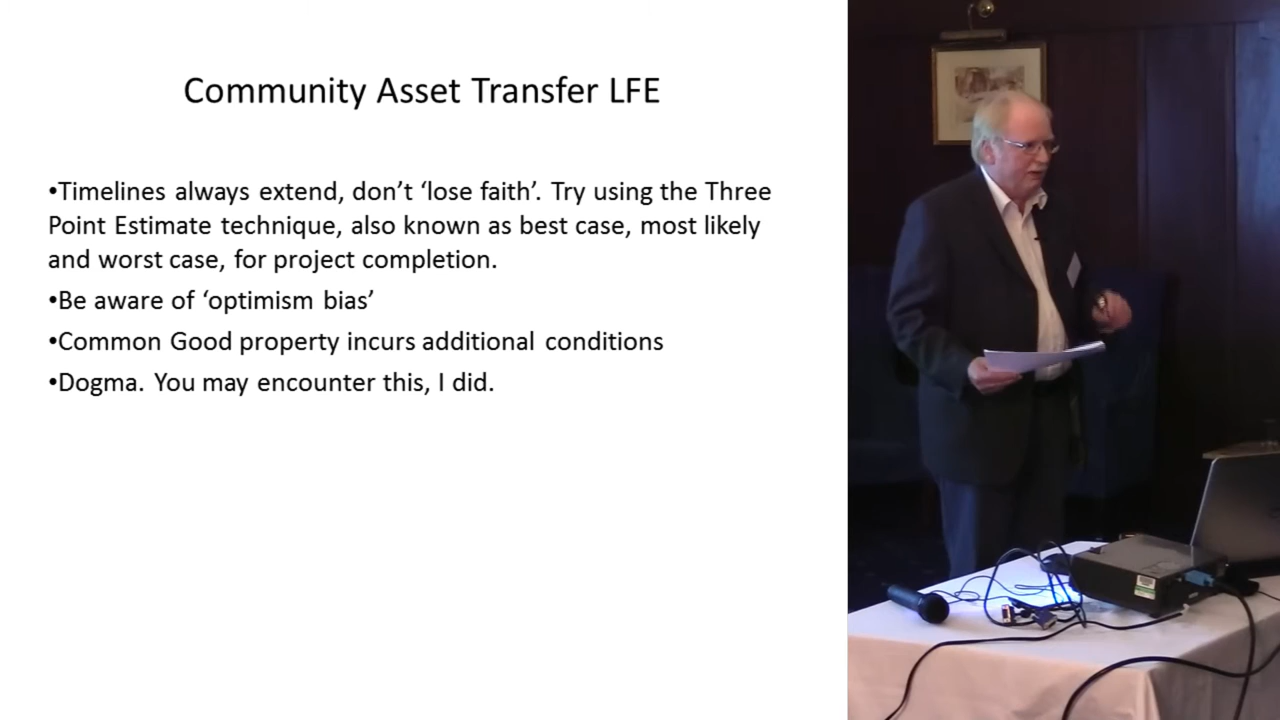 Community Asset Transfer LFE
•Timelines always extend, don’t ‘lose faith’. Try using the Three
Point Estimate technique, also known as best case, most likely
and worst case, for project completion.
•Be aware of ‘optimism bias’
•Common Good property incurs additional conditions
•Dogma. You may encounter this, I did.